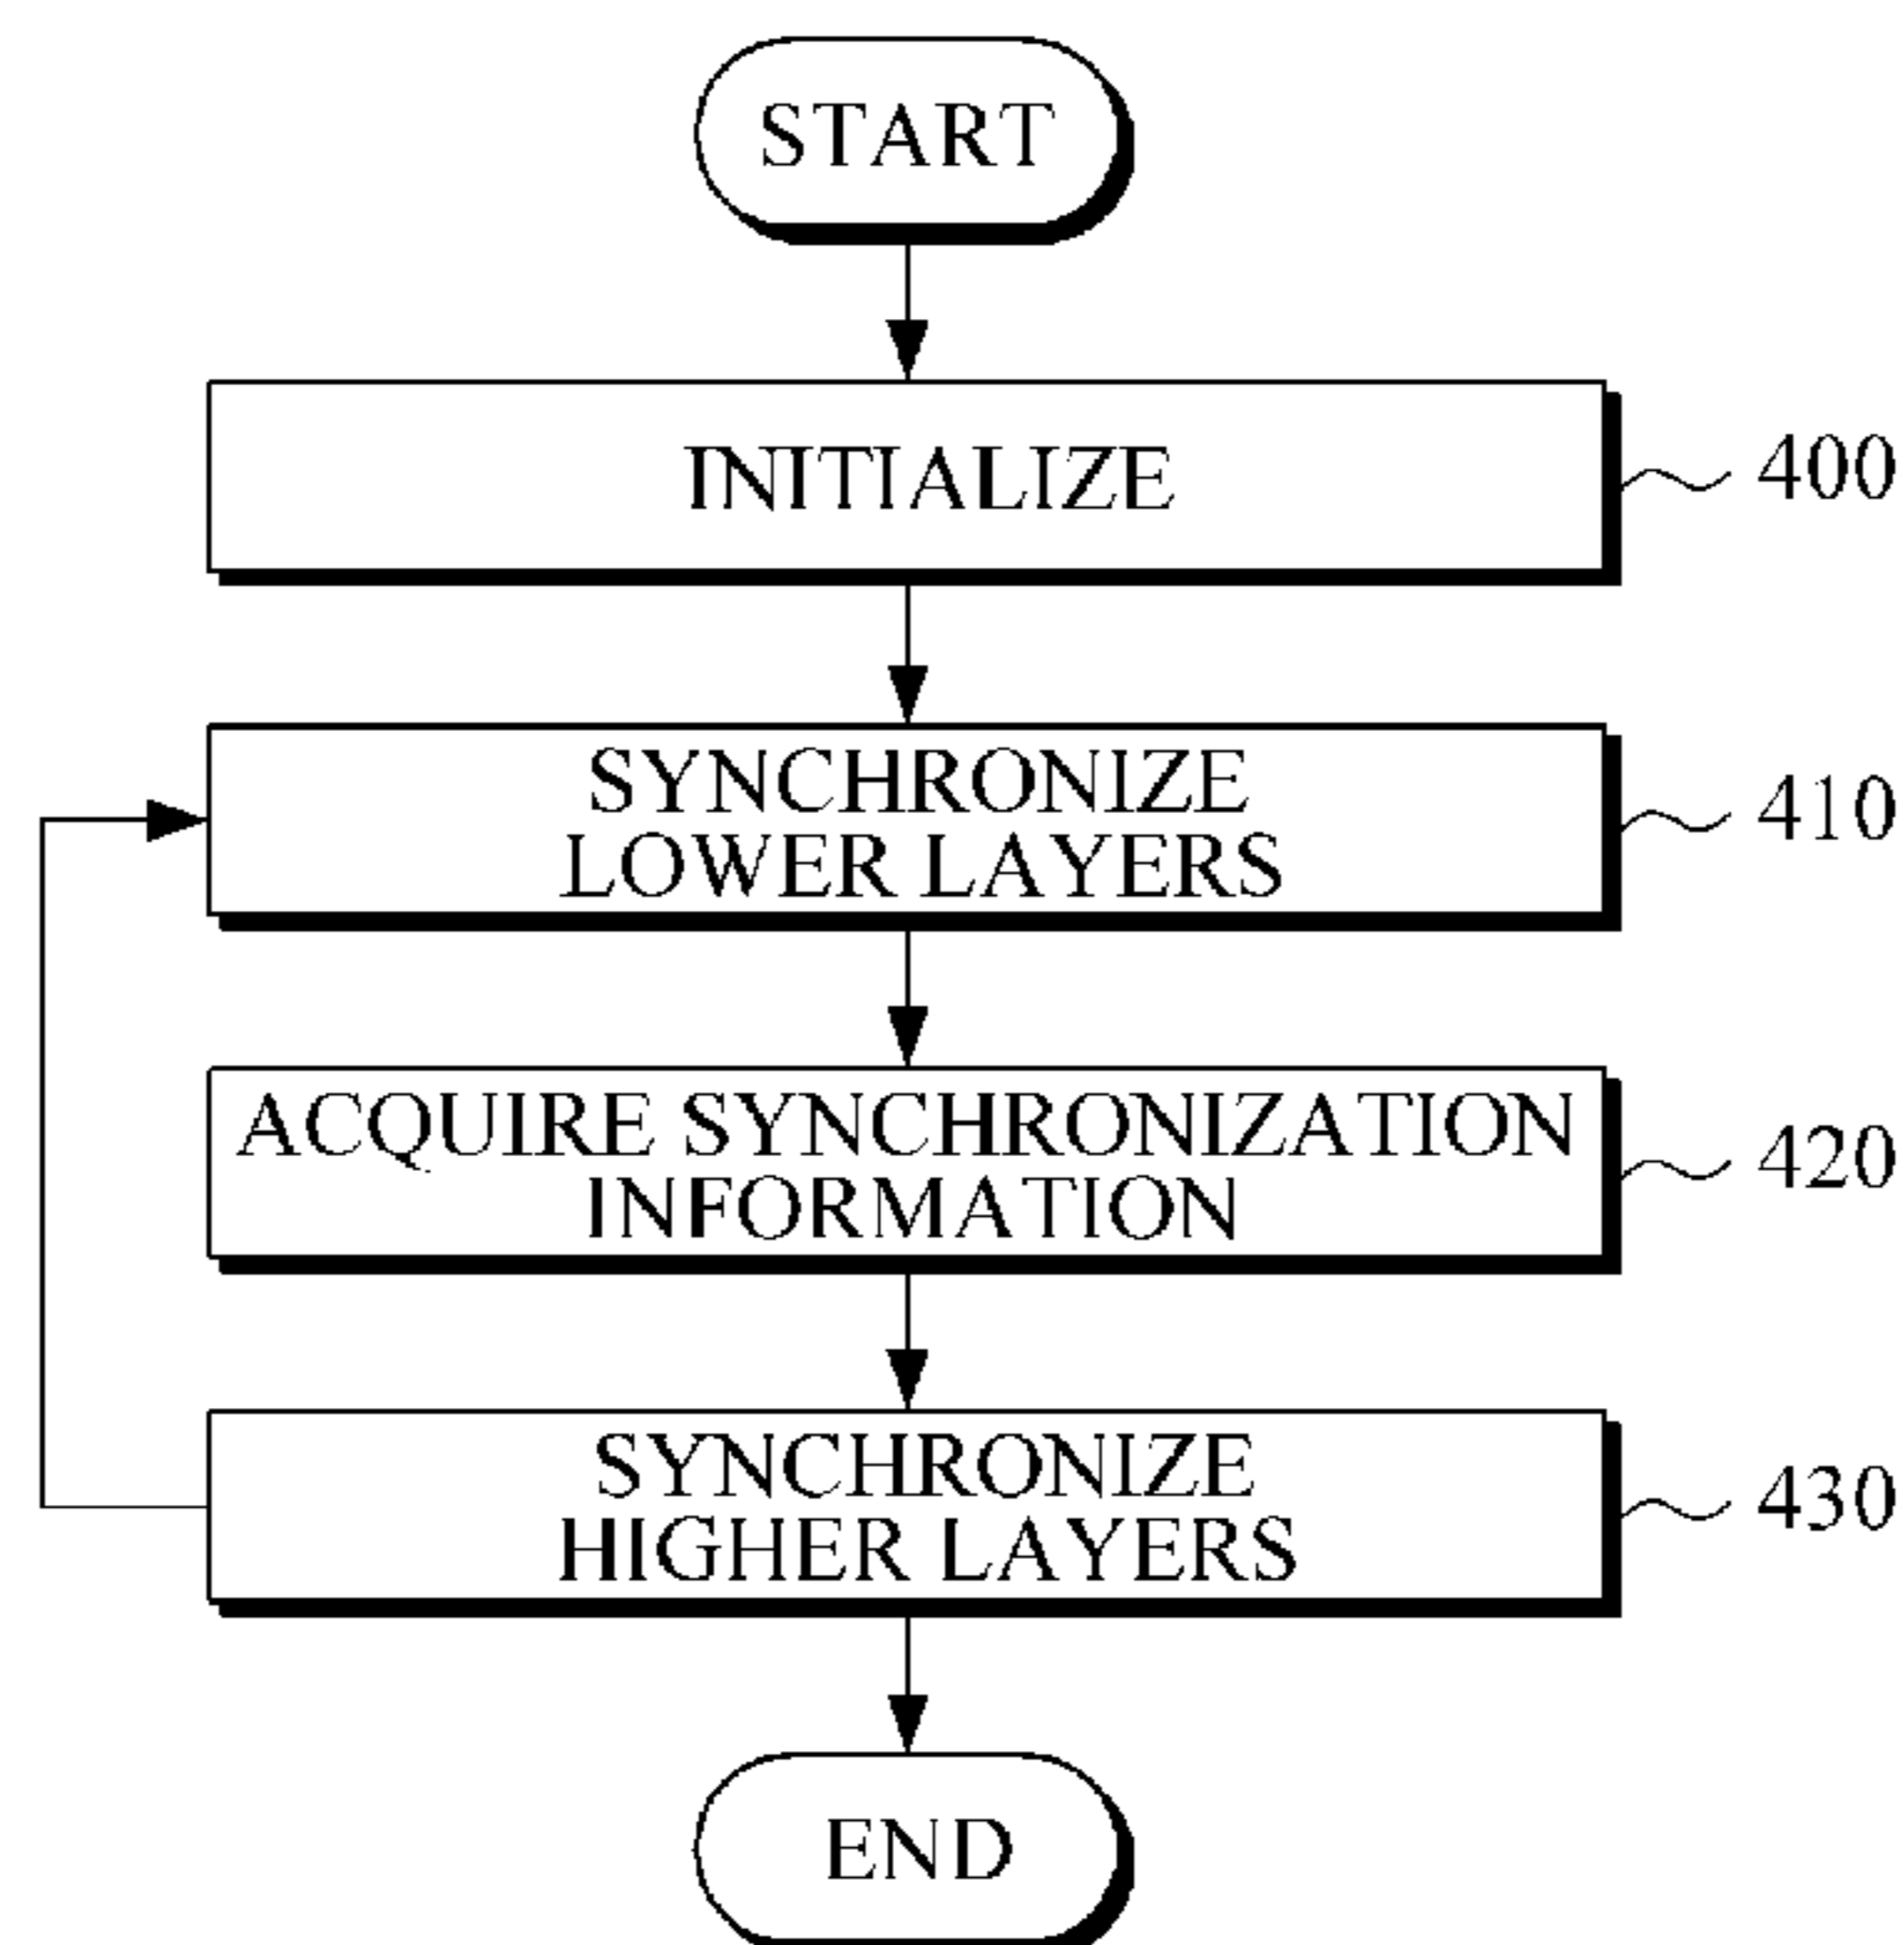 START
INITIALIZE
400
SYNCHRONIZE
LOWER LAYERS
410
ACQUIRE SYNCHRONIZATION
INFORMATION
420
SYNCHRONIZE
HIGHER LAYERS
430
END